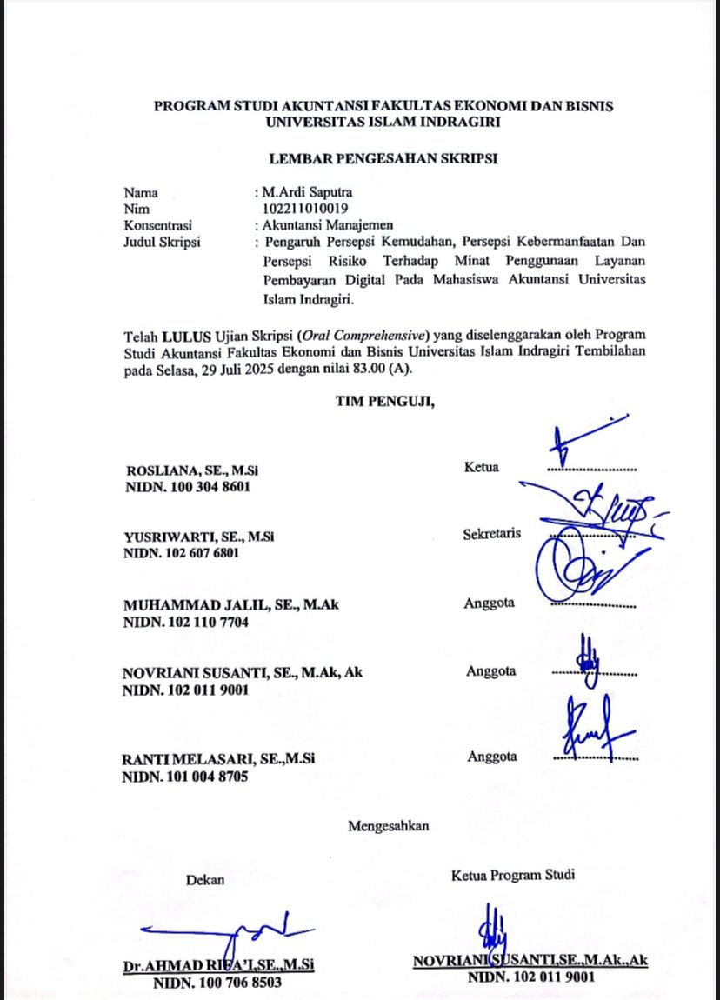 PROGRAM STUDI AKUNTANSI FAKULTAS EKONOMI DAN BISNIS
UNIVERSITAS ISLAM INDRAGIRI
LEMBAR PENGESAHAN SKRIPSI
Nama : M.Ardi Saputra
Nim 102211010019
Konsentrasi : Akuntansi Manajemen
Judul Skripsi : Pengaruh Persepsi Kemudahan, Persepsi Kebermanfaatan Dan
Persepsi Risiko Terhadap Minat Penggunaan Layanan
Pembayaran Digital Pada Mahasiswa Akuntansi Universitas
Islam Indragiri.
Telah LULUS Ujian Skripsi (Oral Comprehensive) yang diselenggarakan oleh Program
Studi Akuntansi Fakultas Ekonomi dan Bisnis Universitas Islam Indragiri Tembilahan
pada Selasa, 29 Juli 2025 dengan nilai 83.00 (A).
TIM PENGUJI,
ROSLIANA, SE., M.Si Ketua ..........................
NIDN. 100 304 8601
YUSRIWARTI, SE., M.Si Sekretaris ..........................
NIDN. 102 607 6801
MUHAMMAD JALIL, SE., M.Ak Anggota ..........................
NIDN. 102 110 7704
NOVRIANI SUSANTI, SE., M.Ak, Ak Anggota ..........................
NIDN. 102 011 9001
RANTI MELASARI, SE.,M.Si Anggota ..........................
NIDN. 101 004 8705
Mengesahkan
Dekan Ketua Program Studi
Dr.AHMAD RIFA'I,SE.,M.Si NOVRIANI SUSANTI,SE.,M.Ak.,Ak
NIDN. 100 706 8503 NIDN. 102 011 9001